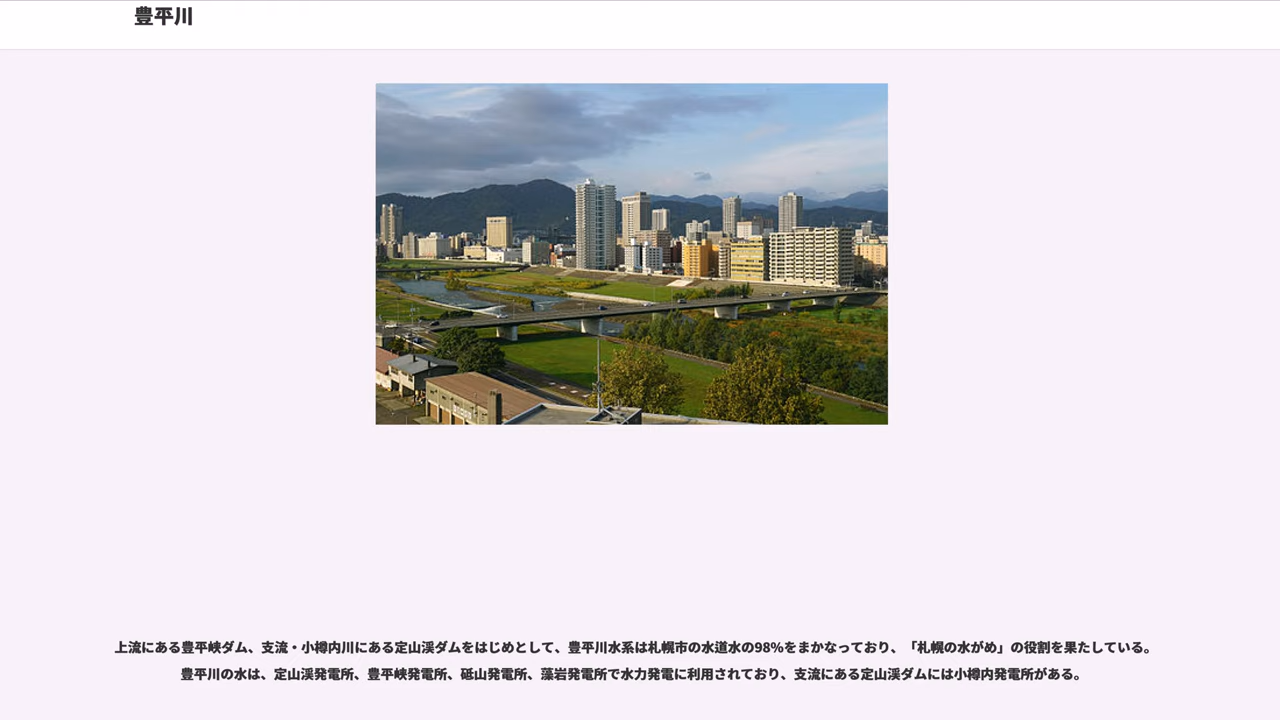 豊平川
上流にある豊平峡ダム、支流・小樽内川にある定山渓ダムをはじめとして、豊平川水系は札幌市の水道水の98%をまかなっており、「札幌の水がめ」の役割を果たしている。
豊平川の水は、定山渓発電所、豊平峡発電所、砥山発電所、藻岩発電所で水力発電に利用されており、支流にある定山渓ダムには小樽内発電所がある。